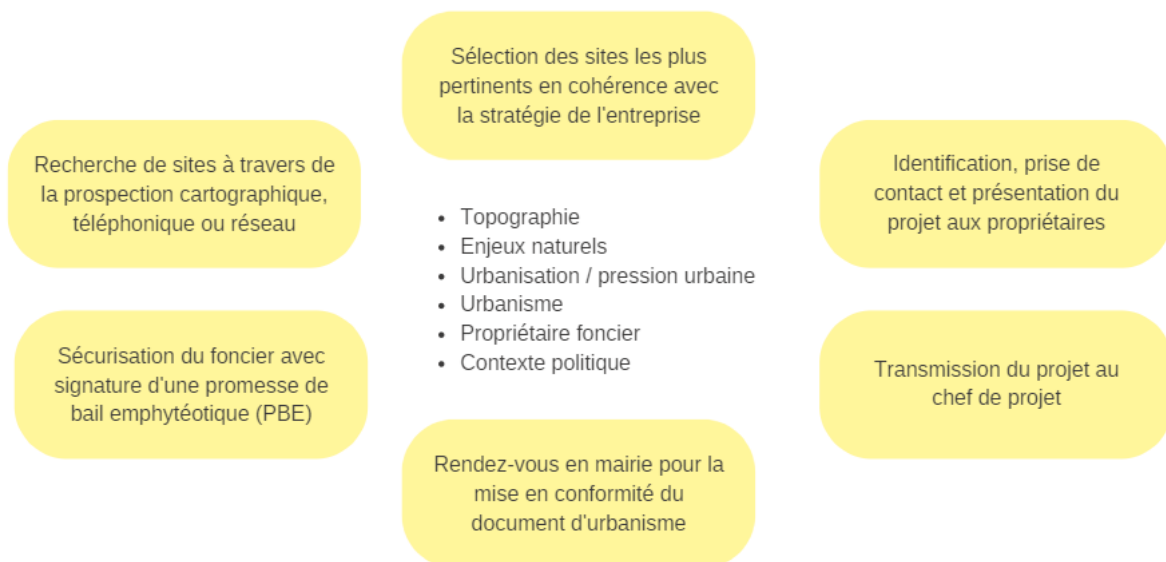 Sélection des sites les plus
pertinents en cohérence avec
la stratégie de l'entreprise
Recherche de sites à travers de
la prospection cartographique,
téléphonique ou réseau
Identification, prise de
contact et présentation du
projet aux propriétaires
• Topographie
• Enjeux naturels
• Urbanisation / pression urbaine
• Urbanisme
• Propriétaire foncier
• Contexte politique
Sécurisation du foncier avec
signature d'une promesse de
bail emphytéotique (PBE)
Transmission du projet au
chef de projet
Rendez-vous en mairie pour la
mise en conformité du
document d'urbanisme